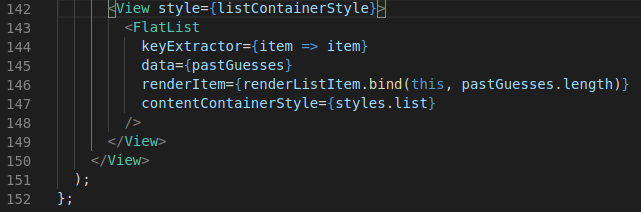 142 <View style={listContainerStyle}>
143 <FlatList
144 keyExtractor={item => item}
145 data={pastGuesses}
146 renderItem={renderListItem.bind(this, pastGuesses.length)}
147 contentContainerStyle={styles.list}
148 />
149 </View>
150 </View>
151 );
152 };